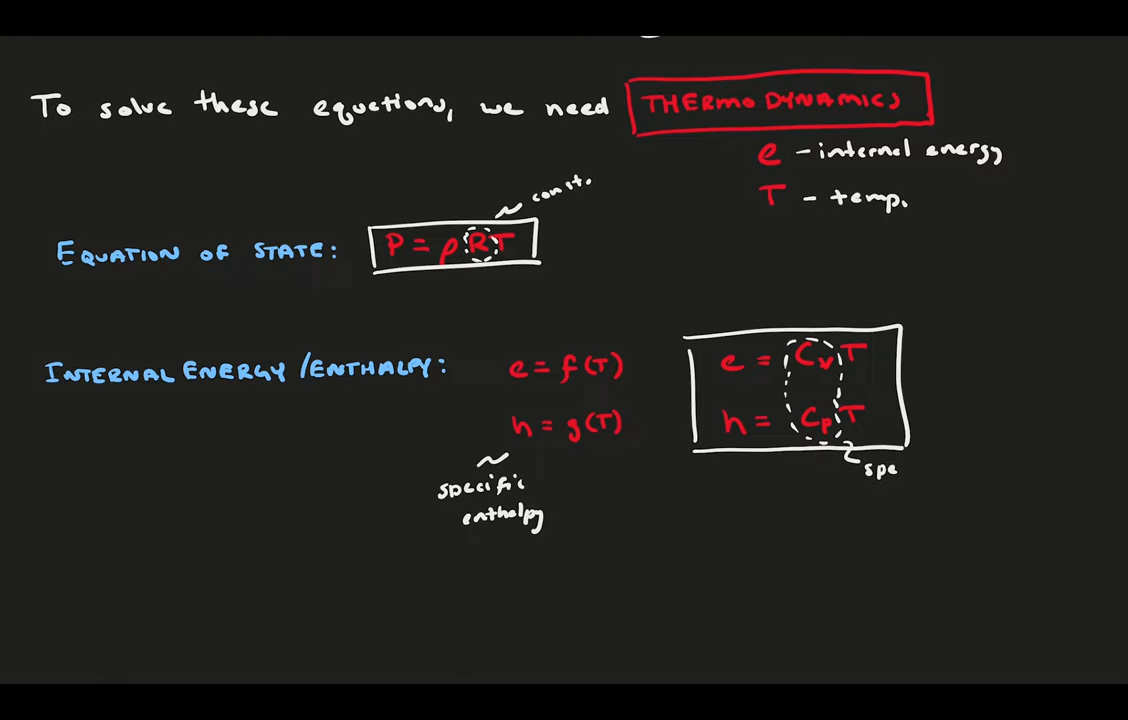 To solve these equations, we need THERMODYNAMICS
e - internal energy
T - temp.
const.
EQUATION OF STATE: P = ρRT
INTERNAL ENERGY/ENTHALPY: e = f(T) e = CvT
h = g(T) h = CpT
specific
enthalpy
spe